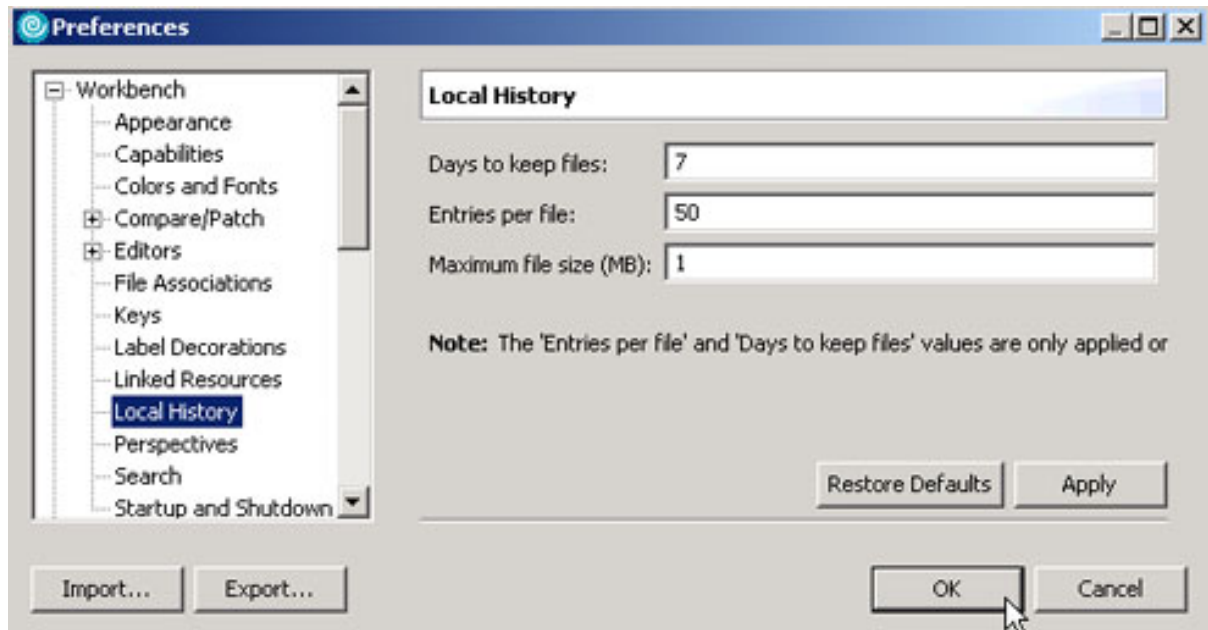 Preferences
Workbench
Appearance
Capabilities
Colors and Fonts
Compare/Patch
Editors
File Associations
Keys
Label Decorations
Linked Resources
Local History
Perspectives
Search
Startup and Shutdown
Local History
Days to keep files: 7
Entries per file: 50
Maximum file size (MB): 1
Note: The 'Entries per file' and 'Days to keep files' values are only applied or
Restore Defaults Apply
Import... Export... OK Cancel